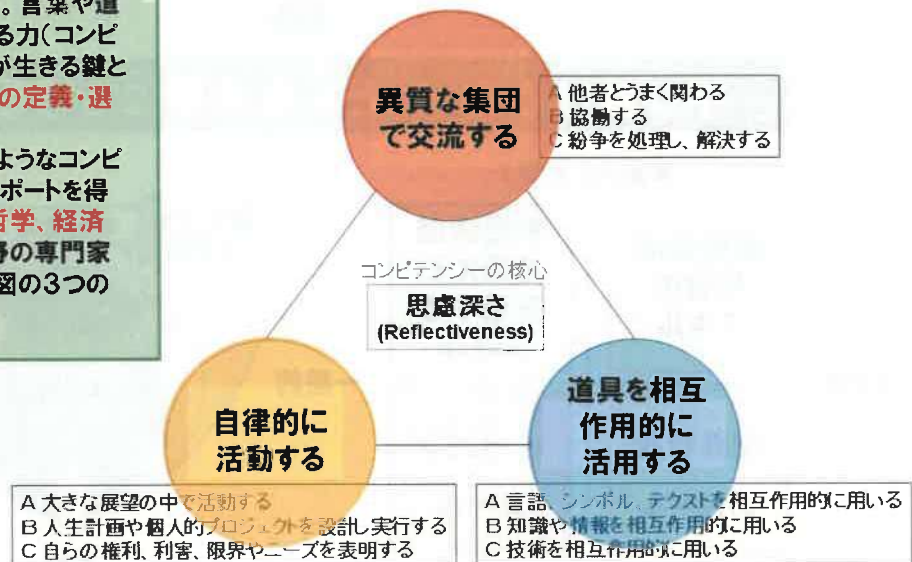 。言葉や道
る力(コンピ
が生きる鍵と
の定義・選
ようなコンピ
ポートを得
哲学、経済
野の専門家
図の3つの
異質な集団
で交流する
A 他者とうまく関わる
B 協働する
C 紛争を処理し、解決する
コンピテンシーの核心
思慮深さ
(Reflectiveness)
自律的に
活動する
A 大きな展望の中で活動する
B 人生計画や個人的プロジェクトを設計し実行する
C 自らの権利、利害、限界やニーズを表明する
道具を相互
作用的に
活用する
A 言語、シンボル、テクストを相互作用的に用いる
B 知識や情報を相互作用的に用いる
C 技術を相互作用的に用いる